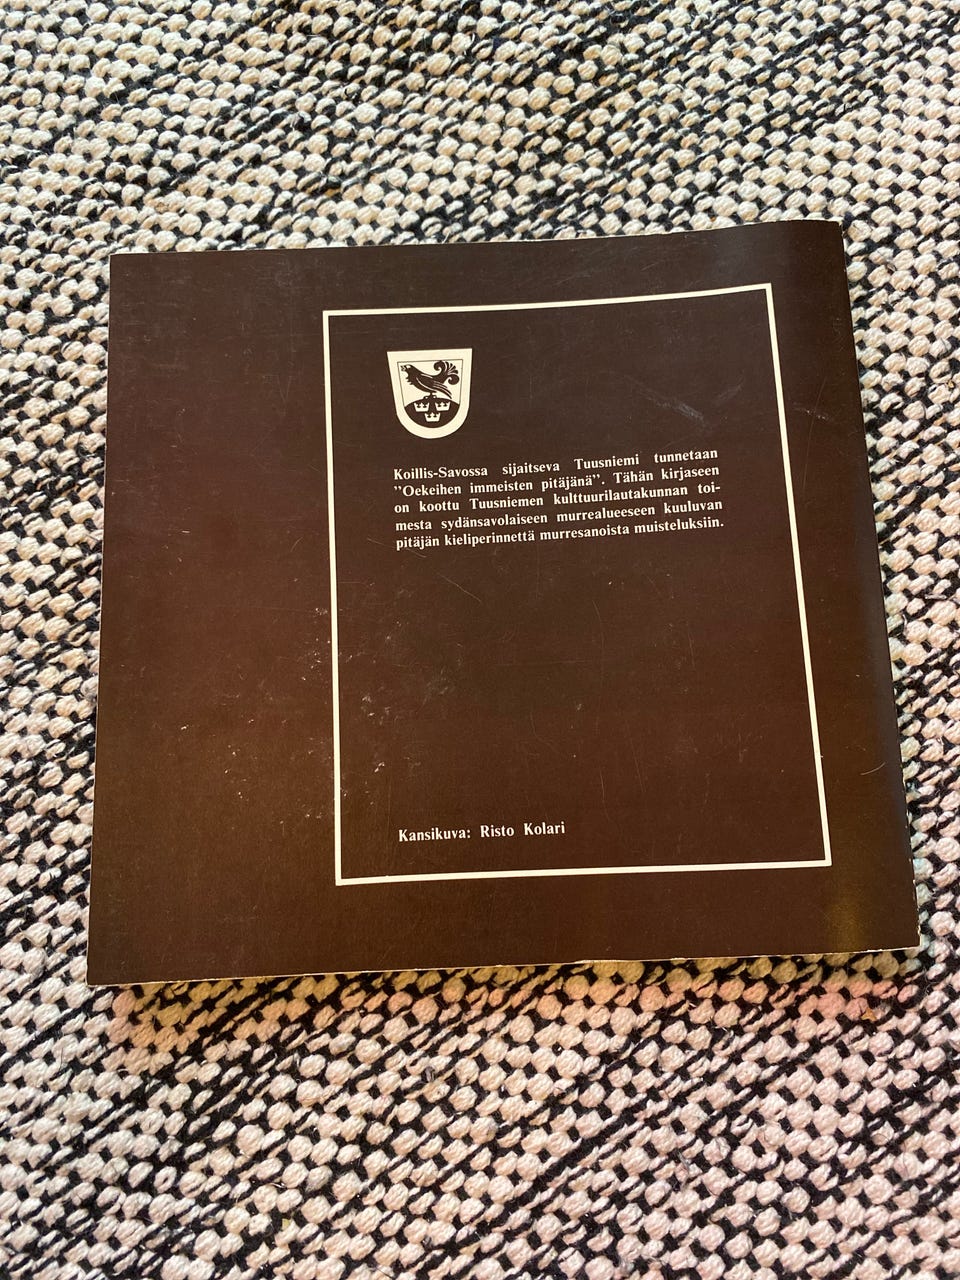 Koillis-Savossa sijaitseva Tuusniemi tunnetaan
”Oekeihen immeisten pitäjänä”. Tähän kirjaseen
on koottu Tuusniemen kulttuurilautakunnan toi-
mesta sydänsavolaiseen murrealueeseen kuuluvan
pitäjän kieliperinnettä murresanoista muisteluksiin.
Kansikuva: Risto Kolari